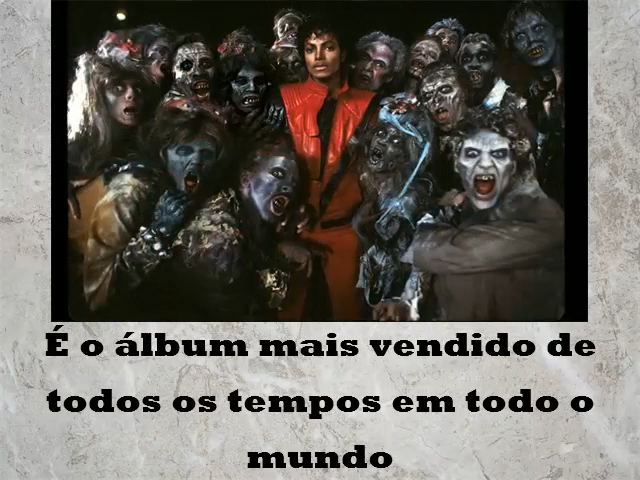 É o álbum mais vendido de
todos os tempos em todo o
mundo